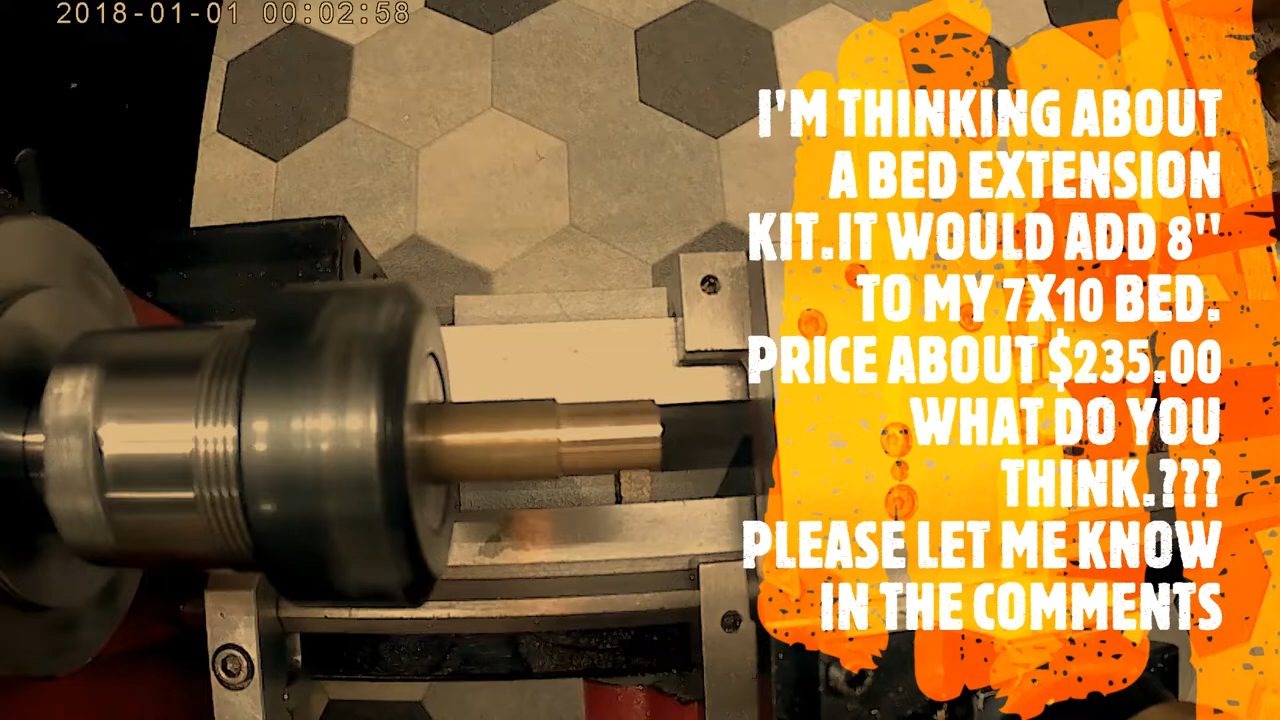 2018-01-01 00:02:58
I'M THINKING ABOUT
A BED EXTENSION
KIT.IT WOULD ADD 8"
TO MY 7X10 BED.
PRICE ABOUT $235.00
WHAT DO YOU
THINK.???
PLEASE LET ME KNOW
IN THE COMMENTS